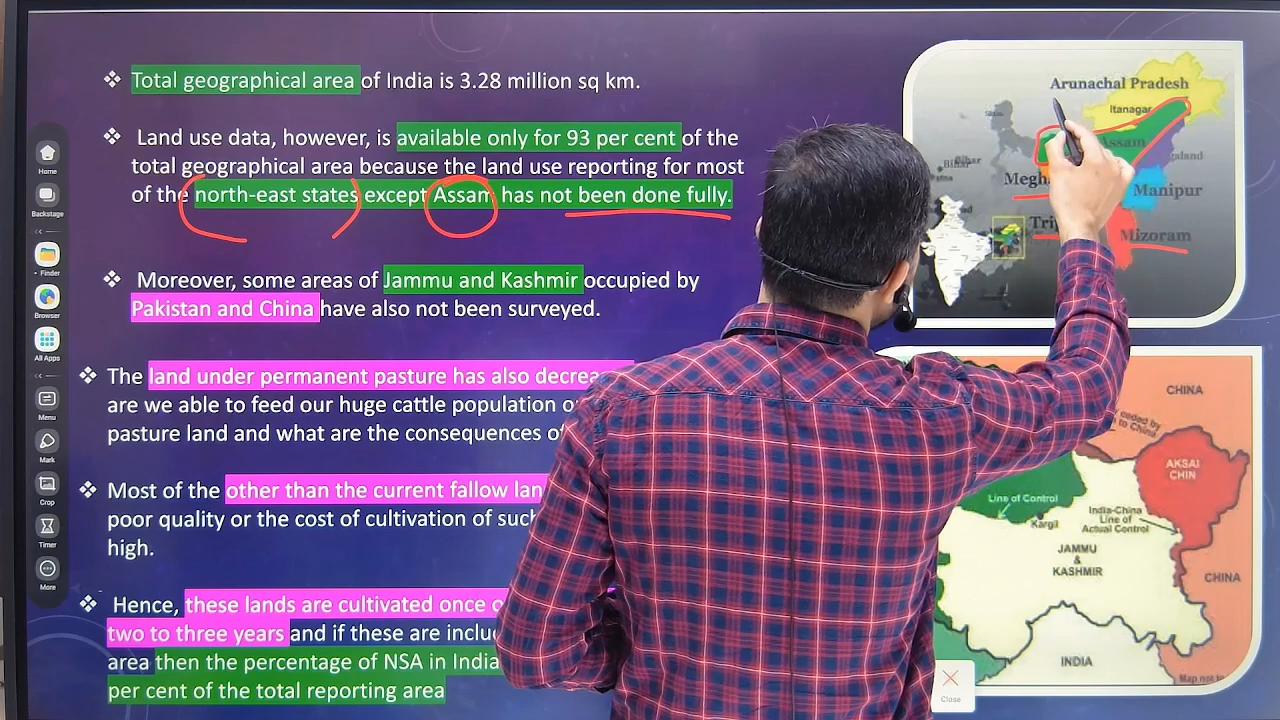 Total geographical area of India is 3.28 million sq km.
Land use data, however, is available only for 93 per cent of the
total geographical area because the land use reporting for most
of the north-east states except Assam has not been done fully.
Moreover, some areas of Jammu and Kashmir occupied by
Pakistan and China have also not been surveyed.
The land under permanent pasture has also
are we able to feed our huge cattle population
pasture land and what are the consequences of
Most of the other than the current fallow
poor quality or the cost of cultivation of such
high.
Hence, these lands are cultivated once
two to three years and if these are
area then the percentage of NSA in India
per cent of the total reporting area
Home
Backstage
Finder
Browser
All Apps
Menu
Mark
Crop
Timer
More
Arunachal Pradesh
Itanagar
Assam
Bihar
Patna
Manipur
Mizoram
CHINA
ceded by
to China
AKSAI
CHIN
Line of Control
Kargil
India-China
Line of
Actual Control
JAMMU
&
KASHMIR
CHINA
INDIA
Map not
Close